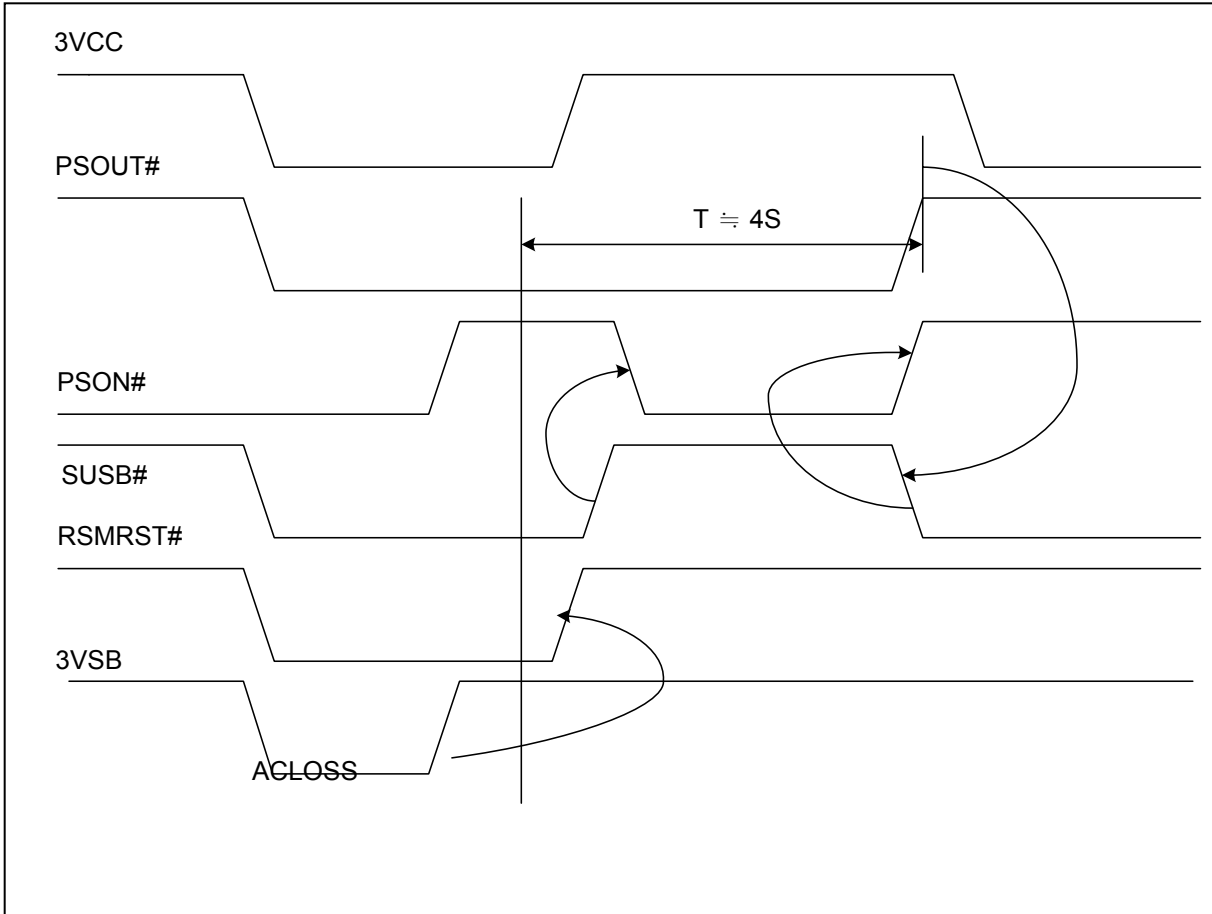 3VCC
PSOUT#
T ≒ 4S
PSON#
SUSB#
RSMRST#
3VSB
ACLOSS